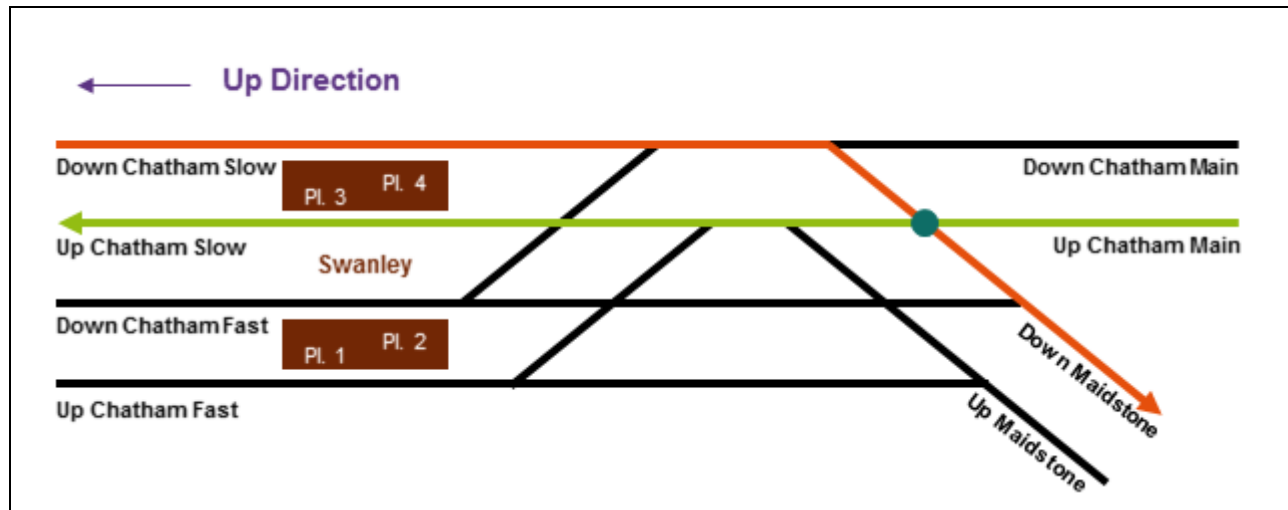 Up Direction
Down Chatham Slow
Pl. 3
Pl. 4
Down Chatham Main
Up Chatham Slow
Swanley
Up Chatham Main
Down Chatham Fast
Pl. 1
Pl. 2
Down Maidstone
Up Chatham Fast
Up Maidstone